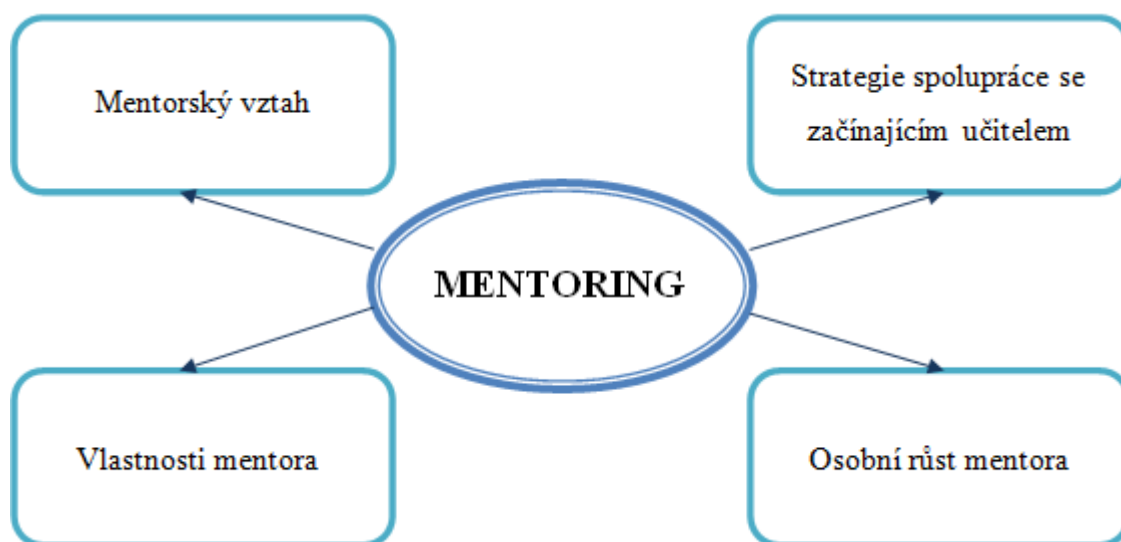 Mentorský vztah
Strategie spolupráce se
začínajícím učitelem
MENTORING
Vlastnosti mentora
Osobní růst mentora